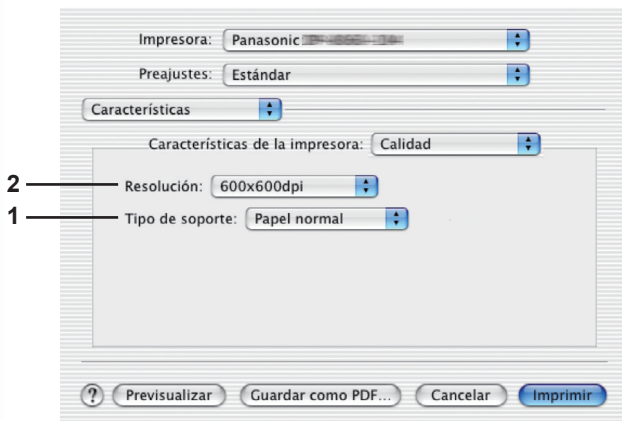 Impresora: Panasonic
Preajustes: Estándar
Características
Características de la impresora: Calidad
2 Resolución: 600x600dpi
1 Tipo de soporte: Papel normal
? Previsualizar Guardar como PDF... Cancelar Imprimir